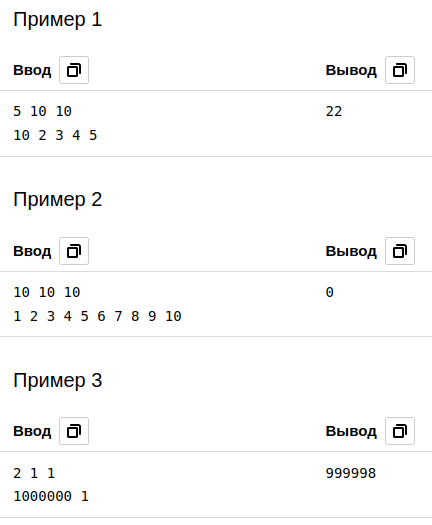 Пример 1
Ввод Вывод
5 10 10 22
10 2 3 4 5
Пример 2
Ввод Вывод
10 10 10 0
1 2 3 4 5 6 7 8 9 10
Пример 3
Ввод Вывод
2 1 1 999998
1000000 1